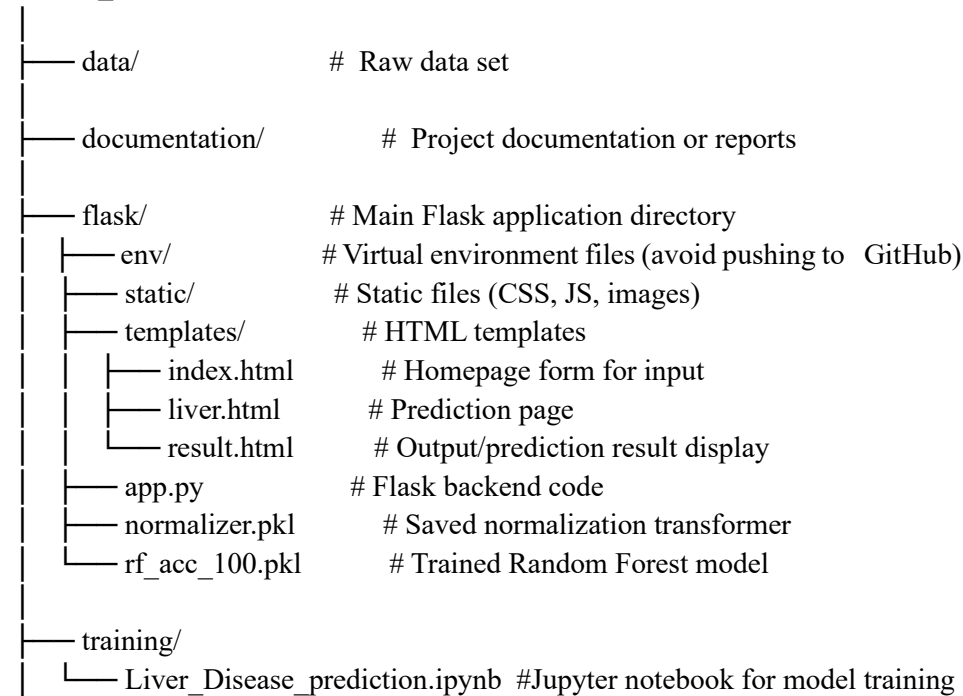 │
├── data/ # Raw data set
│
├── documentation/ # Project documentation or reports
│
├── flask/ # Main Flask application directory
│ ├── env/ # Virtual environment files (avoid pushing to GitHub)
│ ├── static/ # Static files (CSS, JS, images)
│ ├── templates/ # HTML templates
│ │ ├── index.html # Homepage form for input
│ │ ├── liver.html # Prediction page
│ │ └── result.html # Output/prediction result display
│ ├── app.py # Flask backend code
│ ├── normalizer.pkl # Saved normalization transformer
│ └── rf_acc_100.pkl # Trained Random Forest model
│
├── training/
│ └── Liver_Disease_prediction.ipynb #Jupyter notebook for model training